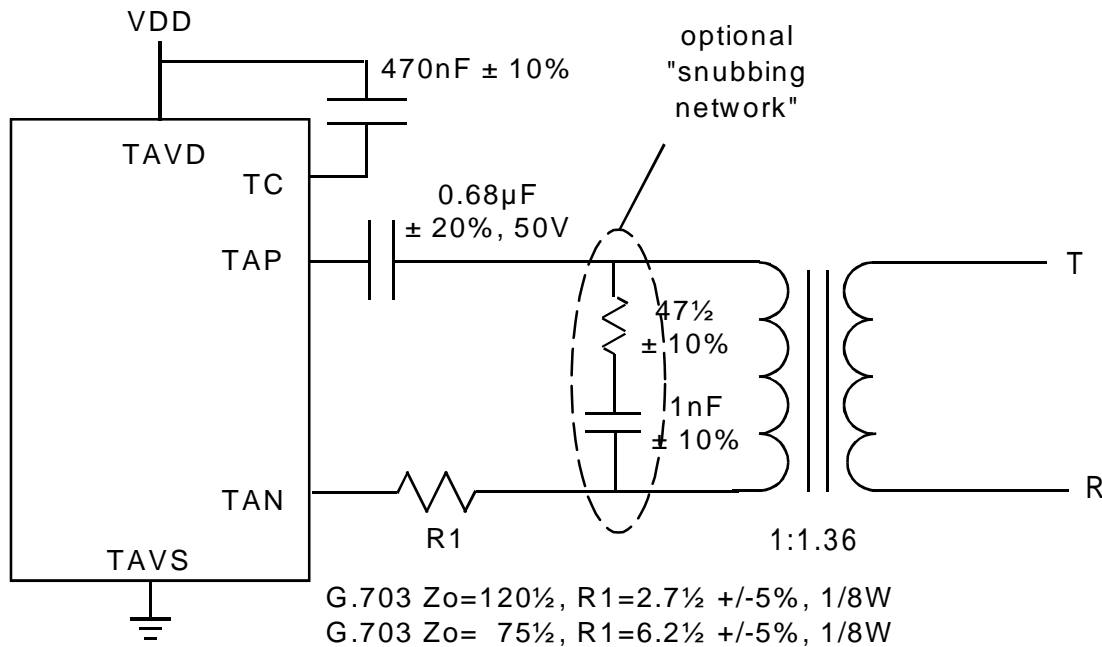 VDD
optional
"snubbing
network"
470nF ± 10%
TAVD
TC
0.68µF
± 20%, 50V
TAP
T
47½
± 10%
1nF
± 10%
TAN
R
R1
1:1.36
TAVS
G.703 Zo=120½, R1=2.7½ +/-5%, 1/8W
G.703 Zo= 75½, R1=6.2½ +/-5%, 1/8W